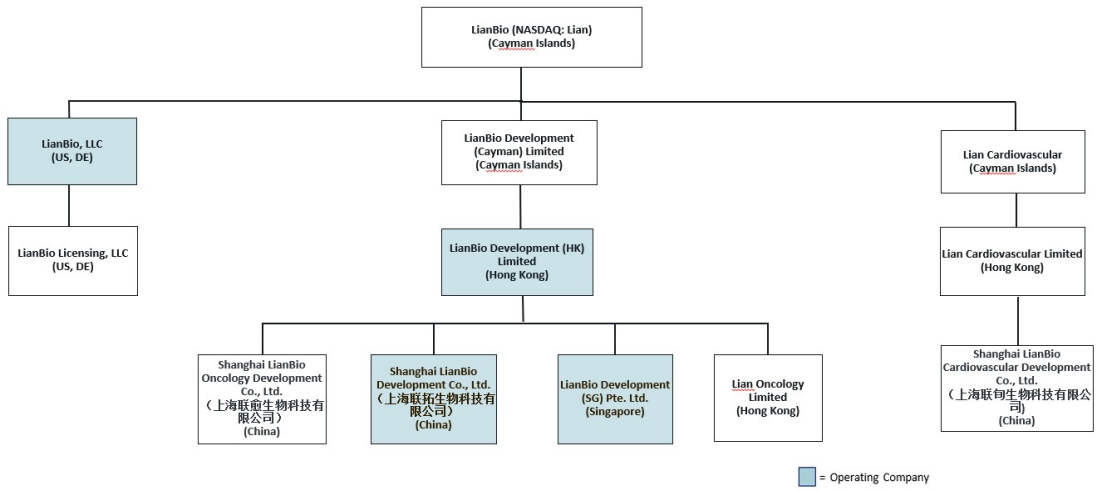 LianBio (NASDAQ: Lian)
(Cayman Islands)
LianBio, LLC
(US, DE)
LianBio Development
(Cayman) Limited
(Cayman Islands)
Lian Cardiovascular
(Cayman Islands)
LianBio Licensing, LLC
(US, DE)
LianBio Development (HK)
Limited
(Hong Kong)
Lian Cardiovascular Limited
(Hong Kong)
Shanghai LianBio
Oncology Development
Co., Ltd.
（上海联愈生物科技有
限公司）
(China)
Shanghai LianBio
Development Co., Ltd.
（上海联拓生物科技有
限公司）
(China)
LianBio Development
(SG) Pte. Ltd.
(Singapore)
Lian Oncology
Limited
(Hong Kong)
Shanghai LianBio
Cardiovascular Development
Co., Ltd.
（上海联旬生物科技有限公
司)
(China)
= Operating Company